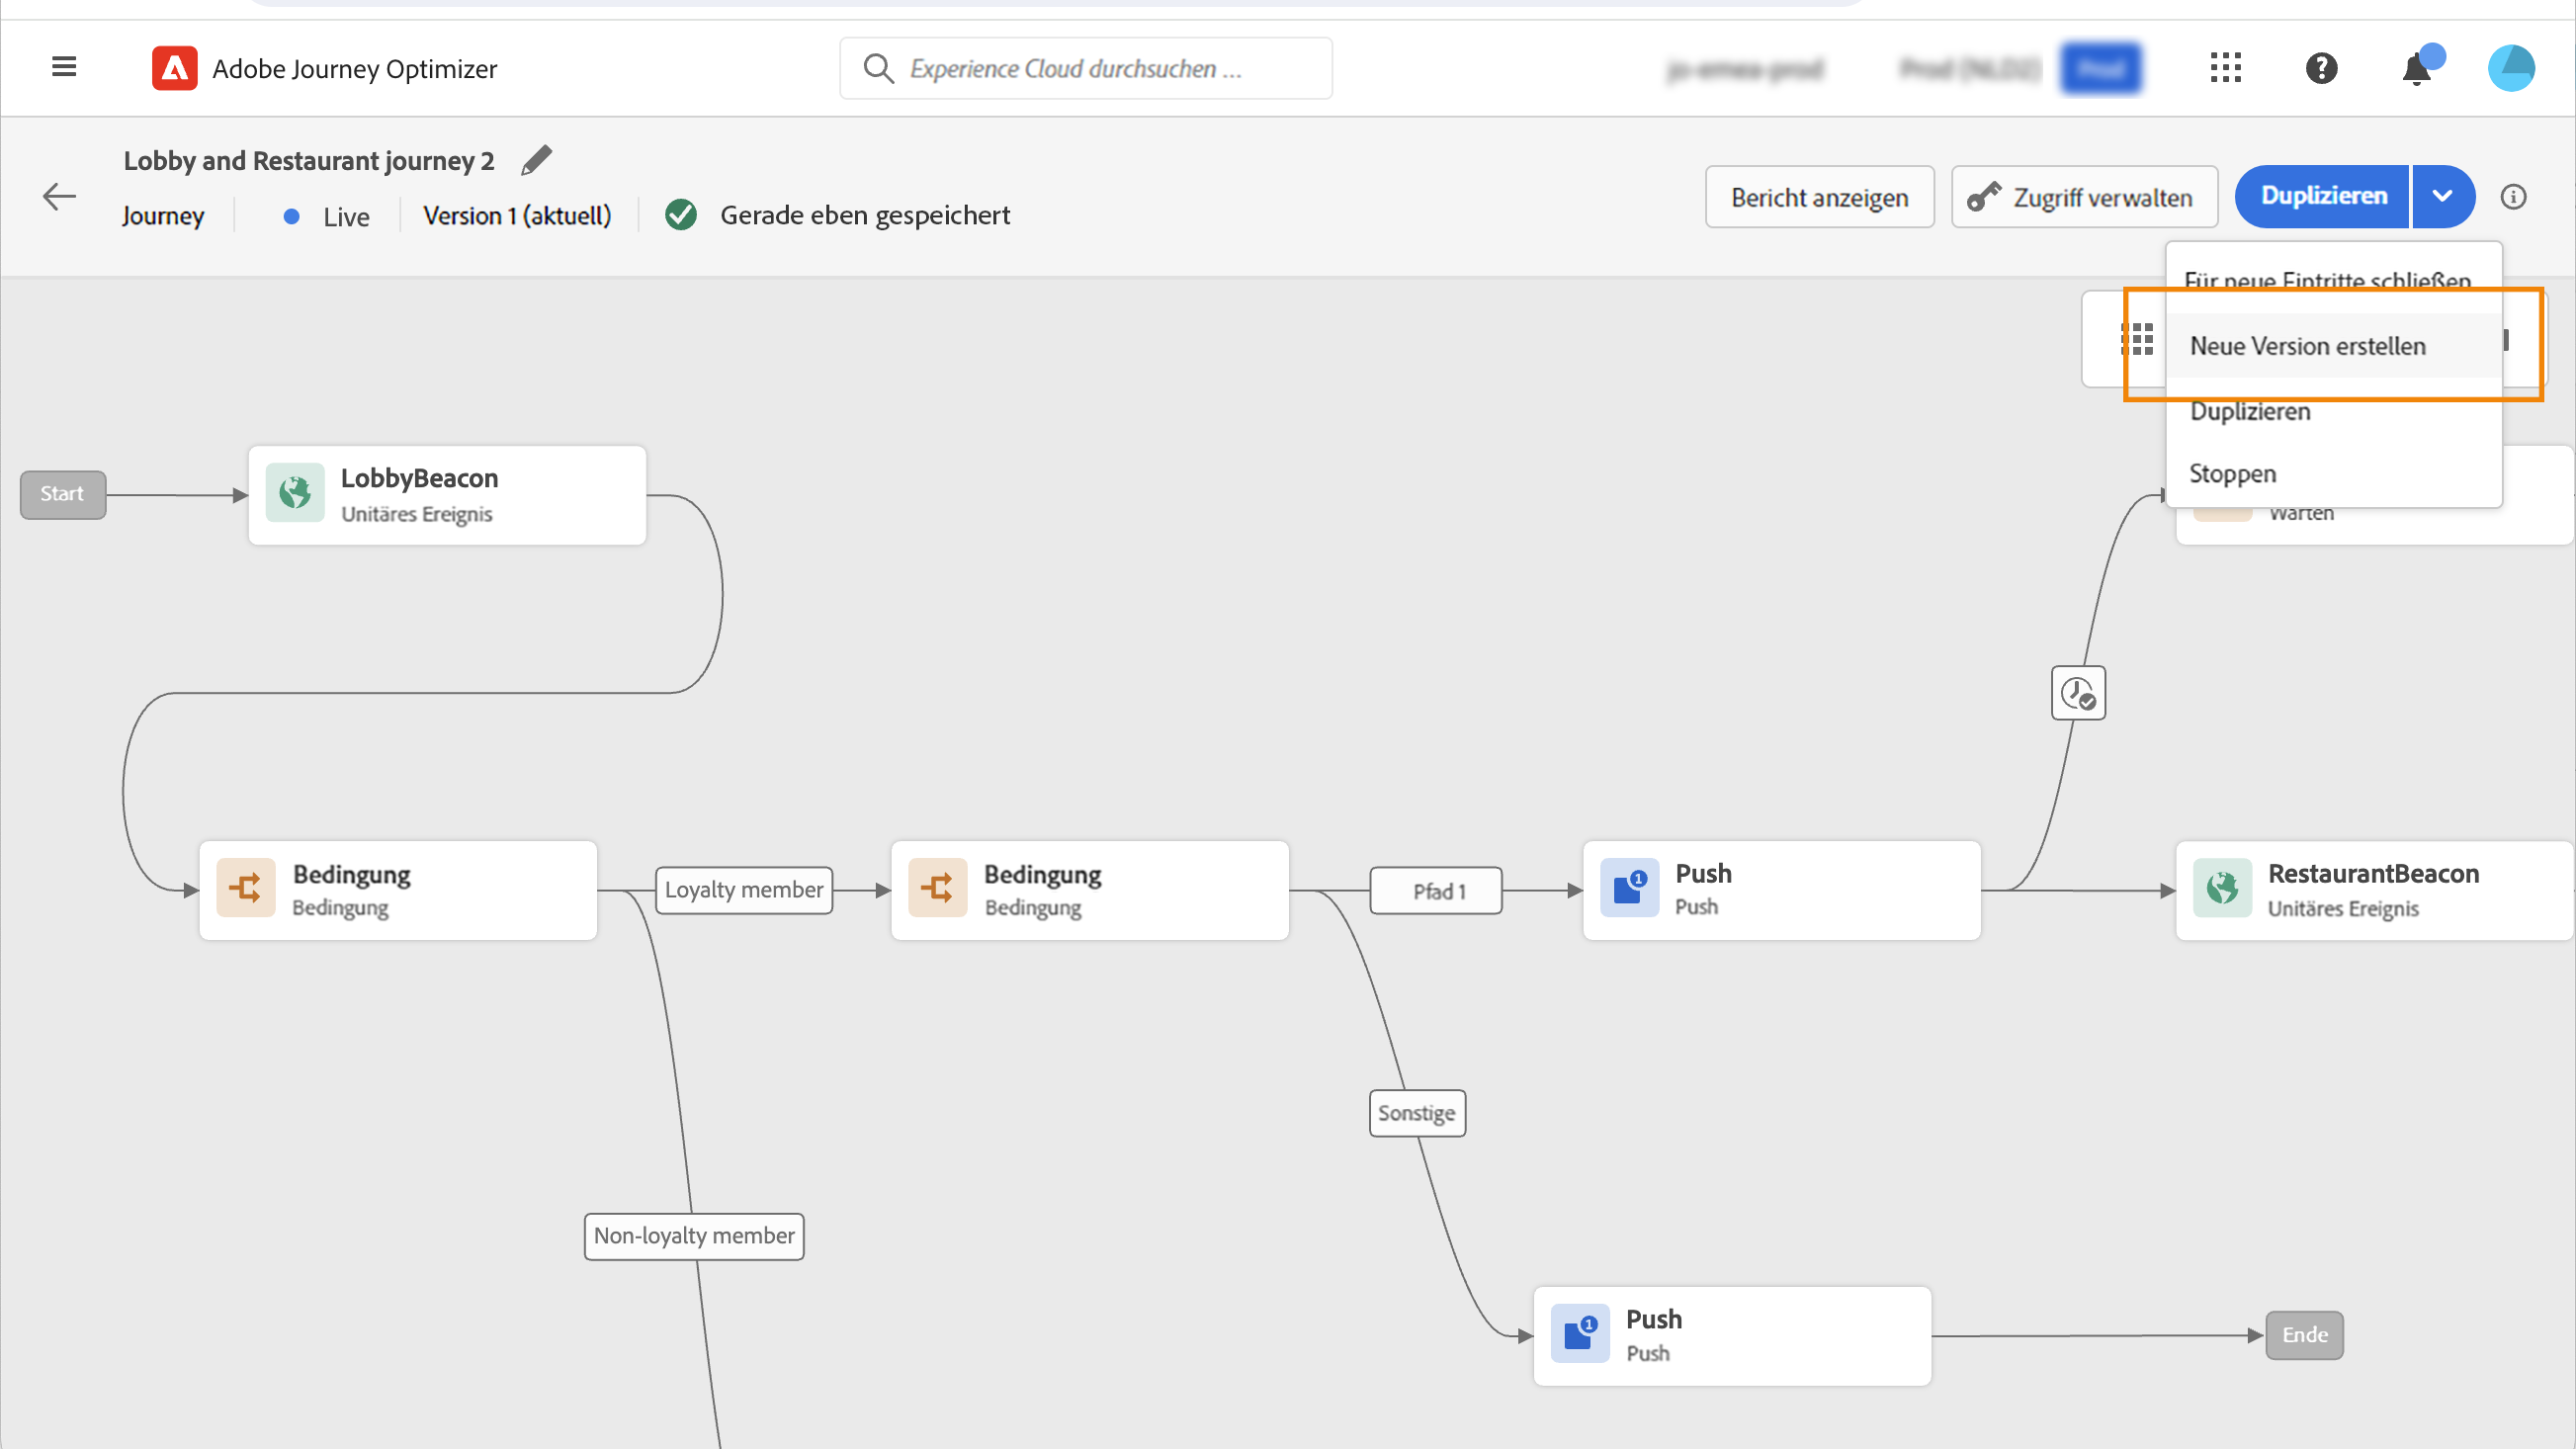 Adobe Journey Optimizer
Experience Cloud durchsuchen ...
Lobby and Restaurant journey 2
Journey
Live
Version 1 (aktuell)
Gerade eben gespeichert
Bericht anzeigen
Zugriff verwalten
Duplizieren
Für neue Eintritte schließen
Neue Version erstellen
Duplizieren
Stoppen
Warten
Start
LobbyBeacon
Unitäres Ereignis
Bedingung
Bedingung
Loyalty member
Bedingung
Bedingung
Pfad 1
Push
Push
RestaurantBeacon
Unitäres Ereignis
Sonstige
Non-loyalty member
Push
Push
Ende